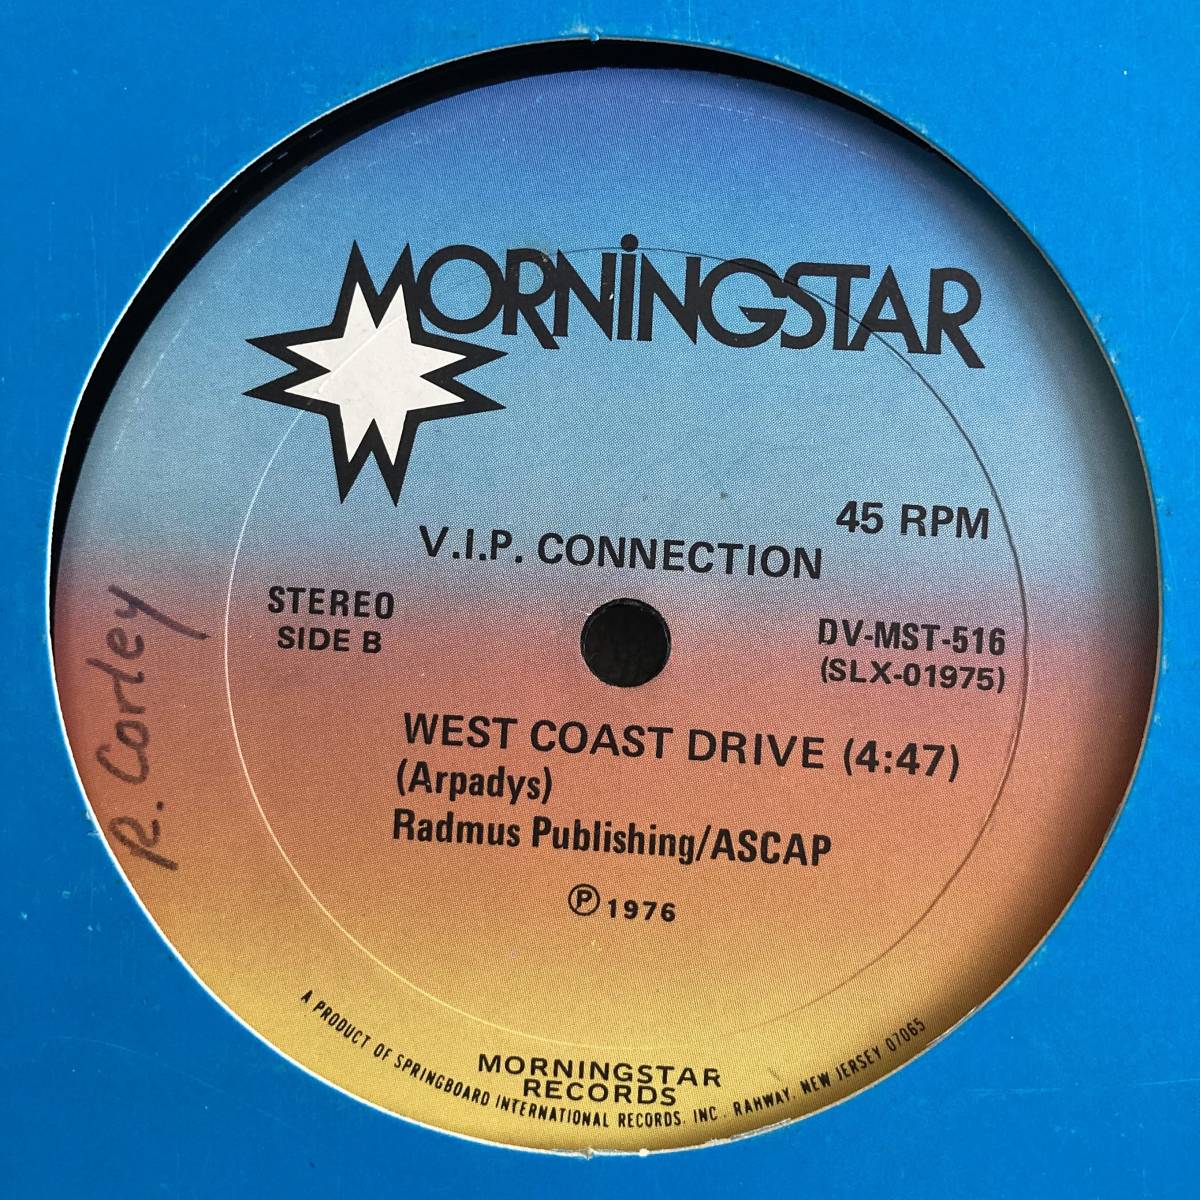 MORNINGSTAR
45 RPM
V.I.P. CONNECTION
STEREO
SIDE B
DV-MST-516
(SLX-01975)
WEST COAST DRIVE (4:47)
(Arpadys)
Radmus Publishing/ASCAP
℗ 1976
MORNINGSTAR
RECORDS
A PRODUCT OF SPRINGBOARD INTERNATIONAL RECORDS, INC. RAHWAY, NEW JERSEY 07065
R. Corley